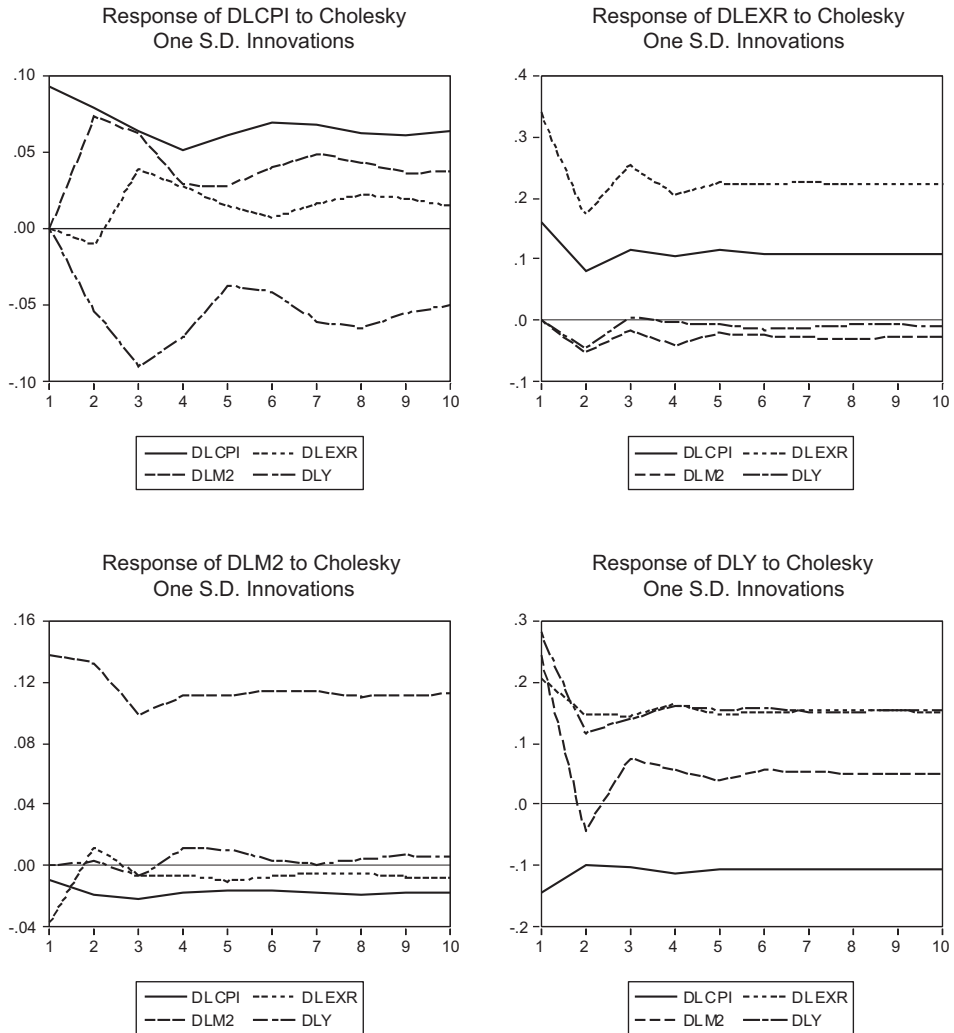 Response of DLCPI to Cholesky
One S.D. Innovations
.10
.05
.00
-.05
-.10
1 2 3 4 5 6 7 8 9 10
DLCPI DLEXR
DLM2 DLY
Response of DLEXR to Cholesky
One S.D. Innovations
.4
.3
.2
.1
.0
-.1
1 2 3 4 5 6 7 8 9 10
DLCPI DLEXR
DLM2 DLY
Response of DLM2 to Cholesky
One S.D. Innovations
.16
.12
.08
.04
.00
-.04
1 2 3 4 5 6 7 8 9 10
DLCPI DLEXR
DLM2 DLY
Response of DLY to Cholesky
One S.D. Innovations
.3
.2
.1
.0
-.1
-.2
1 2 3 4 5 6 7 8 9 10
DLCPI DLEXR
DLM2 DLY